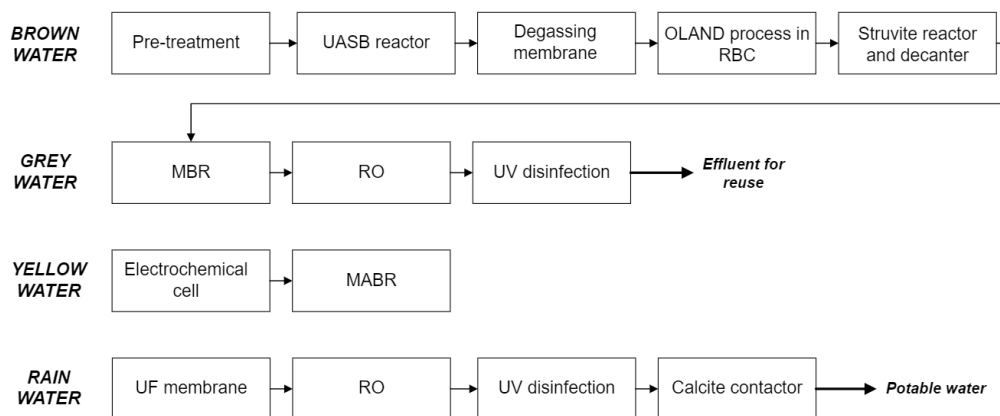 BROWN
WATER
Pre-treatment
UASB reactor
Degassing
membrane
OLAND process in
RBC
Struvite reactor
and decanter
GREY
WATER
MBR
RO
UV disinfection
Effluent for
reuse
YELLOW
WATER
Electrochemical
cell
MABR
RAIN
WATER
UF membrane
RO
UV disinfection
Calcite contactor
Potable water